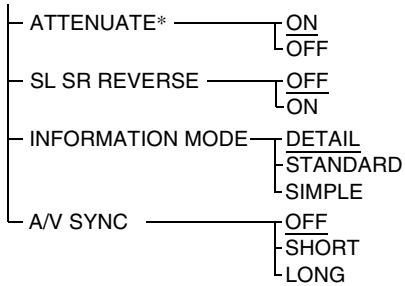 ATTENUATE* ON
OFF
SL SR REVERSE OFF
ON
INFORMATION MODE DETAIL
STANDARD
SIMPLE
A/V SYNC OFF
SHORT
LONG